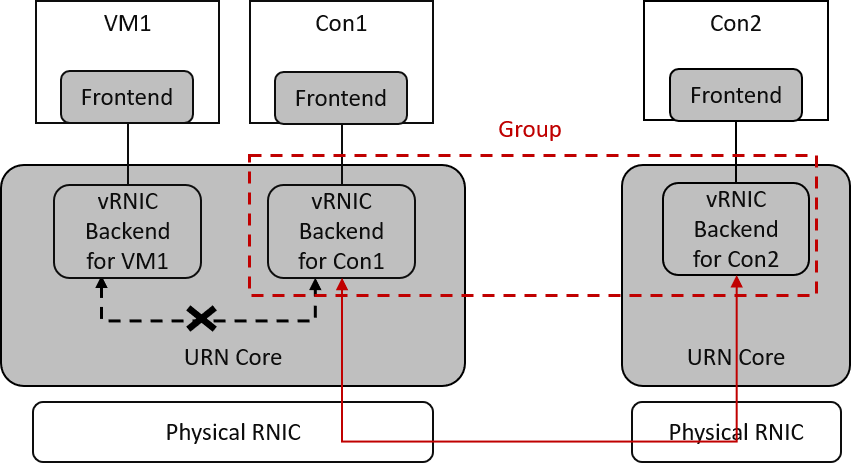 VM1
Con1
Con2
Frontend
Frontend
Frontend
Group
vRNIC
Backend
for VM1
vRNIC
Backend
for Con1
vRNIC
Backend
for Con2
URN Core
URN Core
Physical RNIC
Physical RNIC